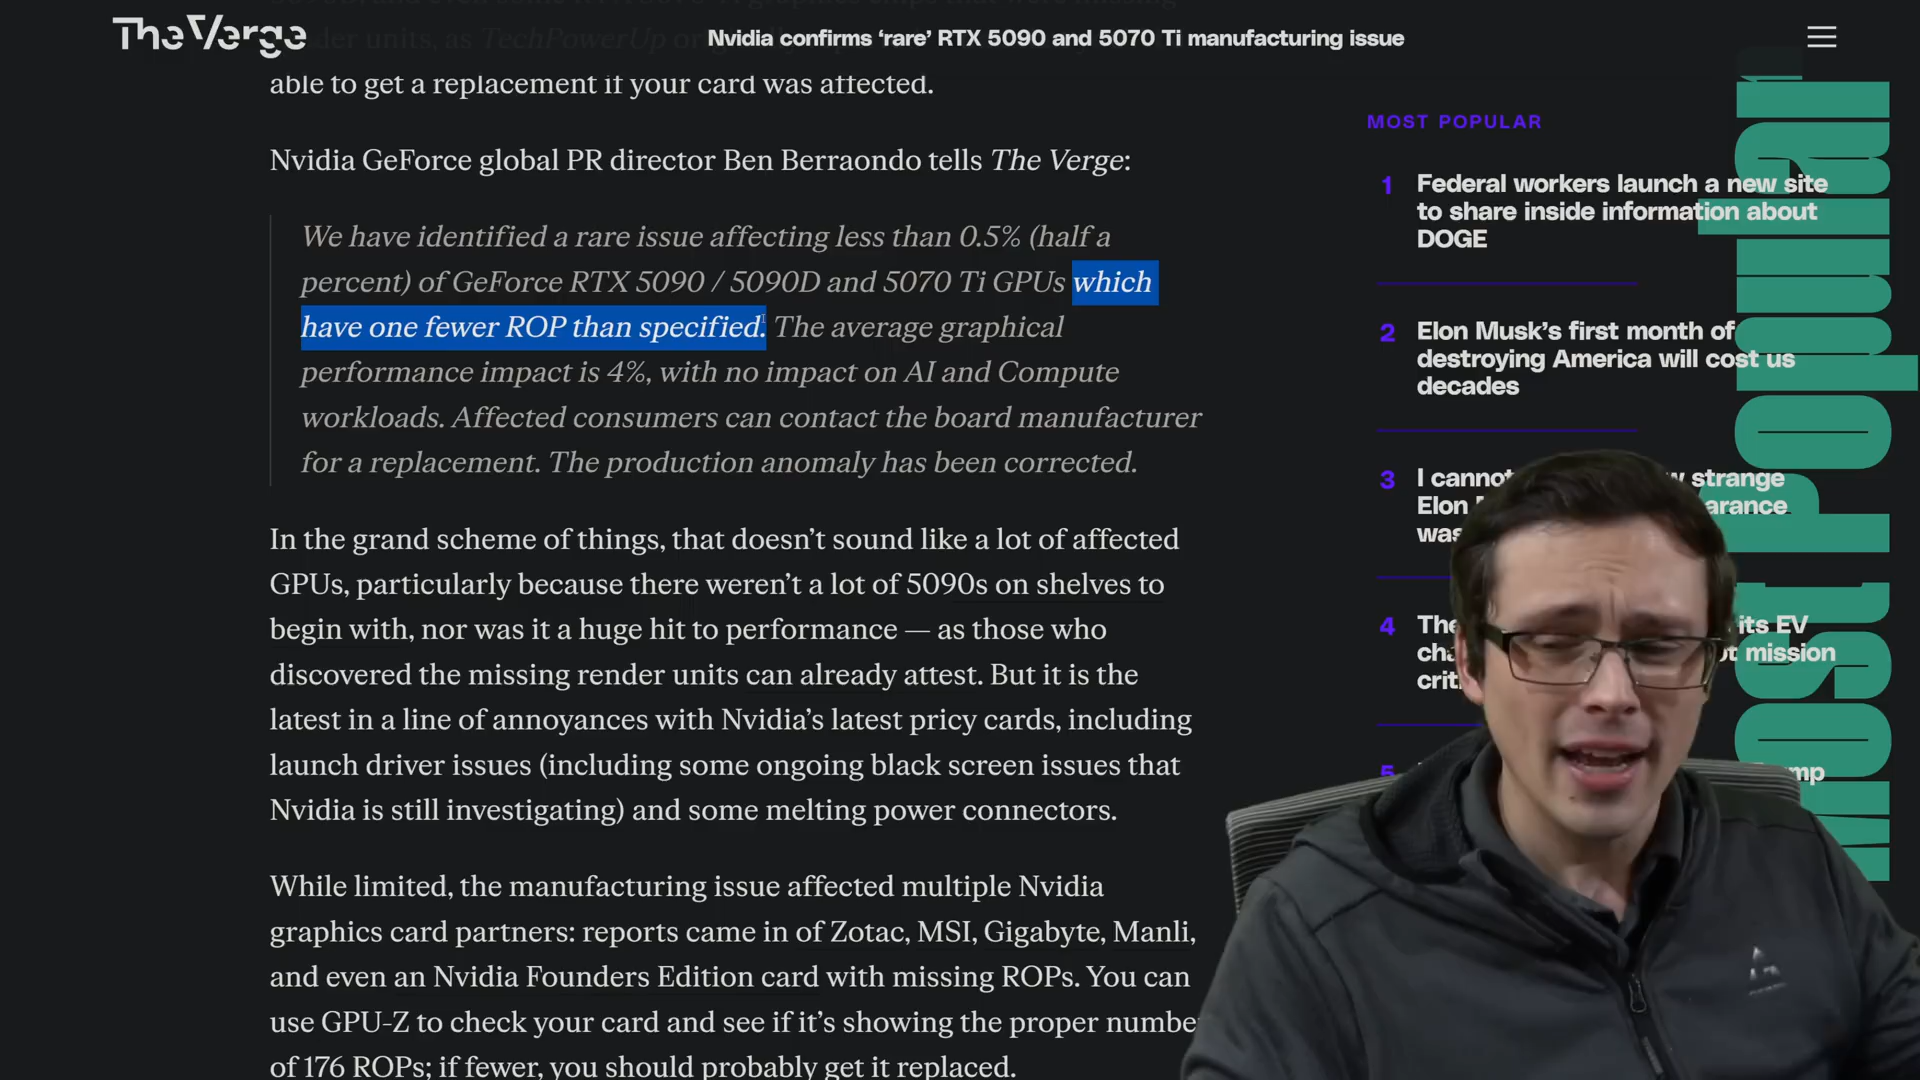 The Verge
Nvidia confirms ‘rare’ RTX 5090 and 5070 Ti manufacturing issue
able to get a replacement if your card was affected.
Nvidia GeForce global PR director Ben Berraondo tells The Verge:
We have identified a rare issue affecting less than 0.5% (half a
percent) of GeForce RTX 5090 / 5090D and 5070 Ti GPUs which
have one fewer ROP than specified. The average graphical
performance impact is 4%, with no impact on AI and Compute
workloads. Affected consumers can contact the board manufacturer
for a replacement. The production anomaly has been corrected.
In the grand scheme of things, that doesn’t sound like a lot of affected
GPUs, particularly because there weren’t a lot of 5090s on shelves to
begin with, nor was it a huge hit to performance — as those who
discovered the missing render units can already attest. But it is the
latest in a line of annoyances with Nvidia’s latest pricy cards, including
launch driver issues (including some ongoing black screen issues that
Nvidia is still investigating) and some melting power connectors.
While limited, the manufacturing issue affected multiple Nvidia
graphics card partners: reports came in of Zotac, MSI, Gigabyte, Manli,
and even an Nvidia Founders Edition card with missing ROPs. You can
use GPU-Z to check your card and see if it’s showing the proper number
of 176 ROPs; if fewer, you should probably get it replaced.
MOST POPULAR
1 Federal workers launch a new site
to share inside information about
DOGE
2 Elon Musk’s first month of
destroying America will cost us
decades
3 I cannot strange
Elon
was
4 The its EV
mission
5
Most Popular